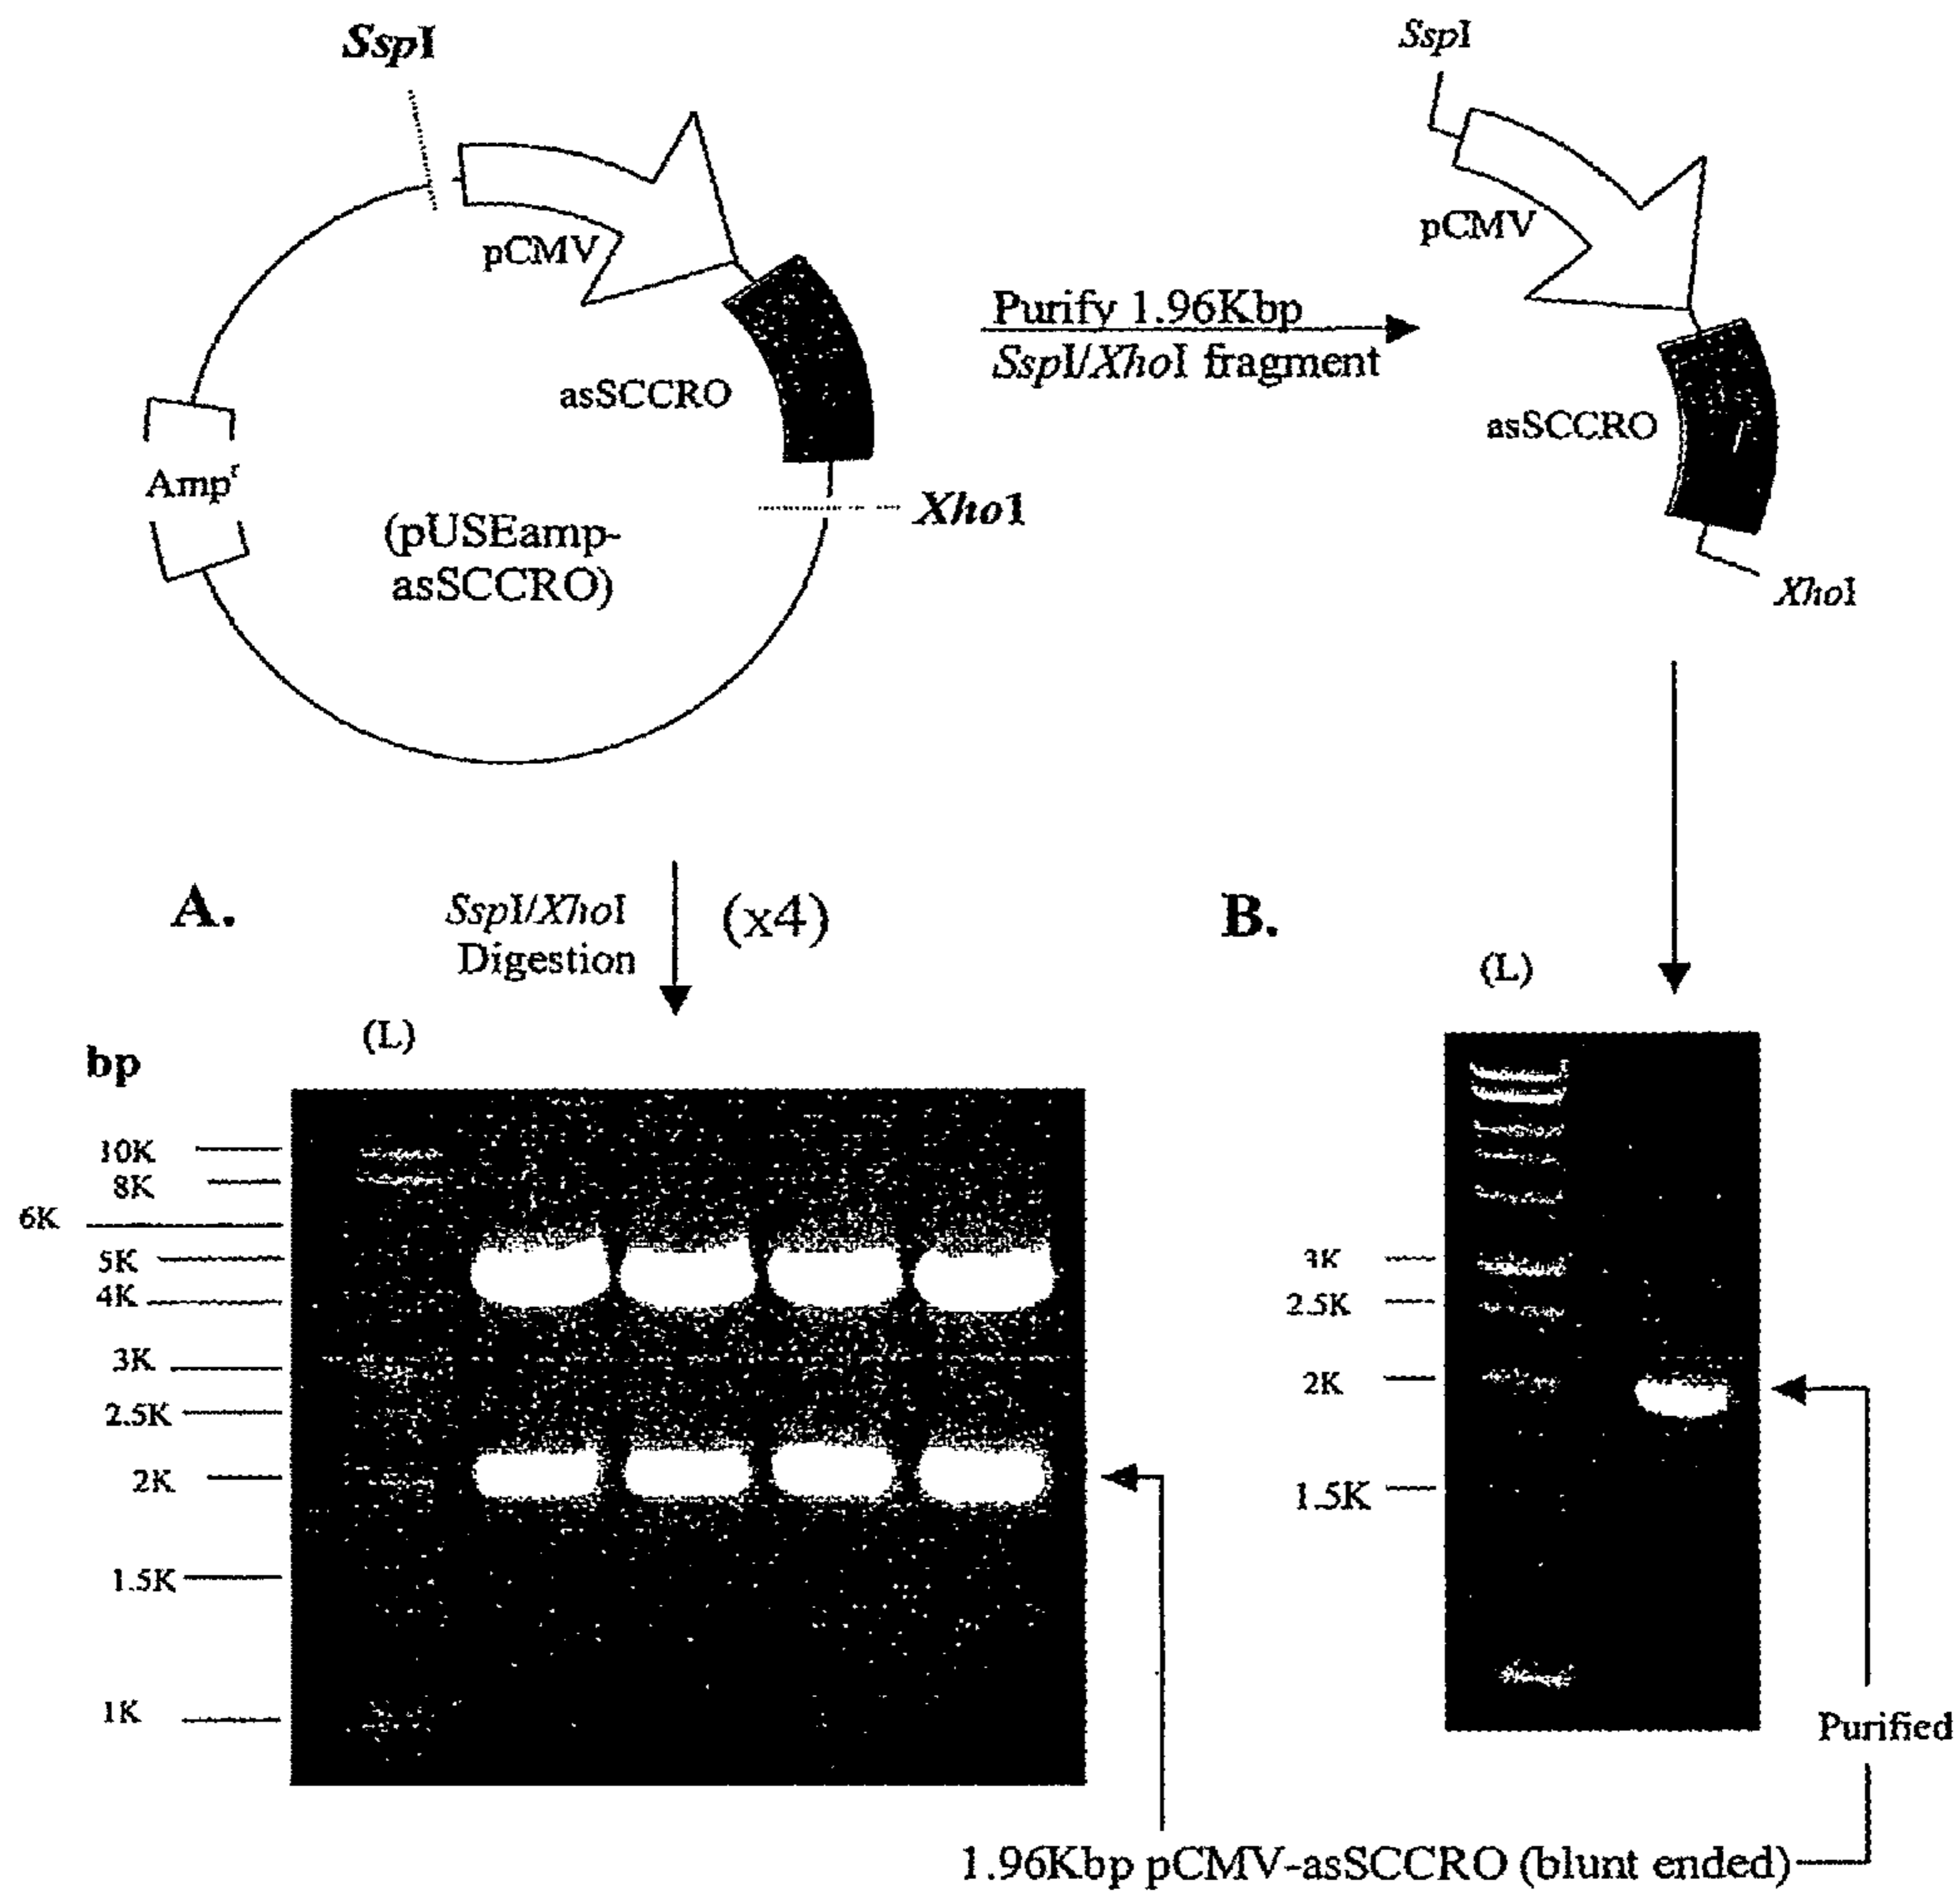 SspI
SspI
pCMV
pCMV
Purify 1.96Kbp
SspI/XhoI fragment
asSCCRO
asSCCRO
Ampr
Xho1
(pUSEamp-
asSCCRO)
XhoI
A.
SspI/XhoI
Digestion
(x4)
B.
(L)
(L)
bp
10K
8K
6K
5K
4K
3K
2.5K
2K
1.5K
1K
3K
2.5K
2K
1.5K
Purified
1.96Kbp pCMV-asSCCRO (blunt ended)